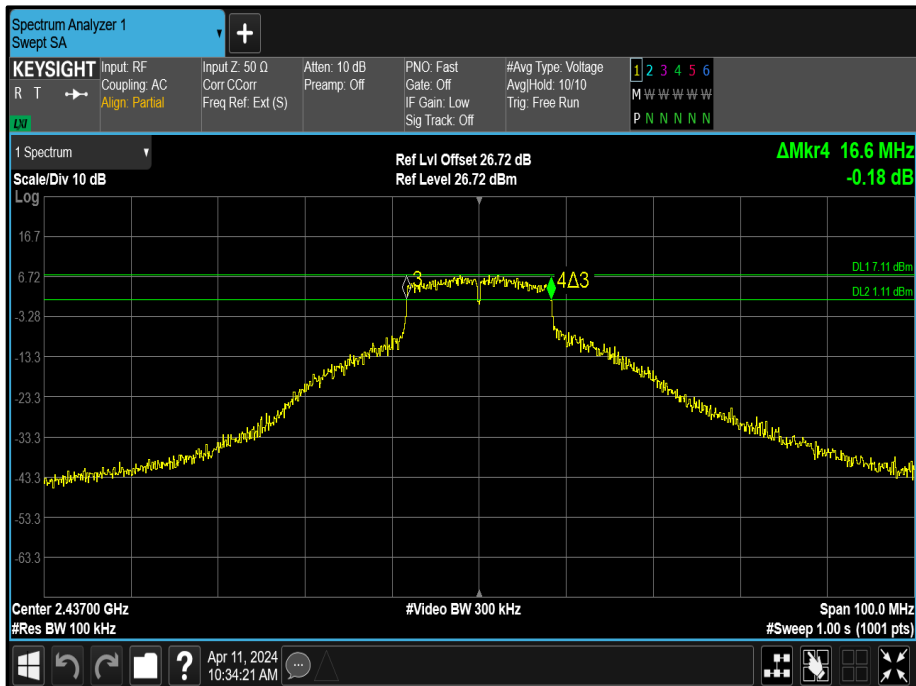 Spectrum Analyzer 1
Swept SA
+
KEYSIGHT
R T
LXI
Input: RF
Coupling: AC
Align: Partial
Input Z: 50 Ω
Corr CCorr
Freq Ref: Ext (S)
Atten: 10 dB
Preamp: Off
PNO: Fast
Gate: Off
IF Gain: Low
Sig Track: Off
#Avg Type: Voltage
Avg|Hold: 10/10
Trig: Free Run
1 2 3 4 5 6
M W W W W W
P N N N N N
1 Spectrum
Scale/Div 10 dB
Log
Ref Lvl Offset 26.72 dB
Ref Level 26.72 dBm
ΔMkr4 16.6 MHz
-0.18 dB
16.7
6.72
-3.28
-13.3
-23.3
-33.3
-43.3
-53.3
-63.3
3
4Δ3
DL1 7.11 dBm
DL2 1.11 dBm
Center 2.43700 GHz
#Res BW 100 kHz
#Video BW 300 kHz
Span 100.0 MHz
#Sweep 1.00 s (1001 pts)
?
Apr 11, 2024
10:34:21 AM